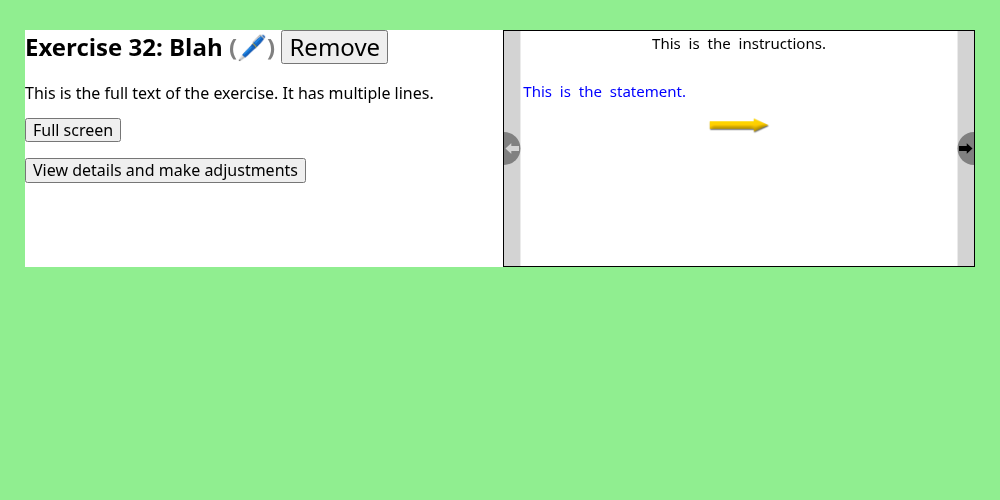 Exercise 32: Blah (🖊️) Remove
This is the full text of the exercise. It has multiple lines.
Full screen
View details and make adjustments
This is the instructions.
This is the statement.